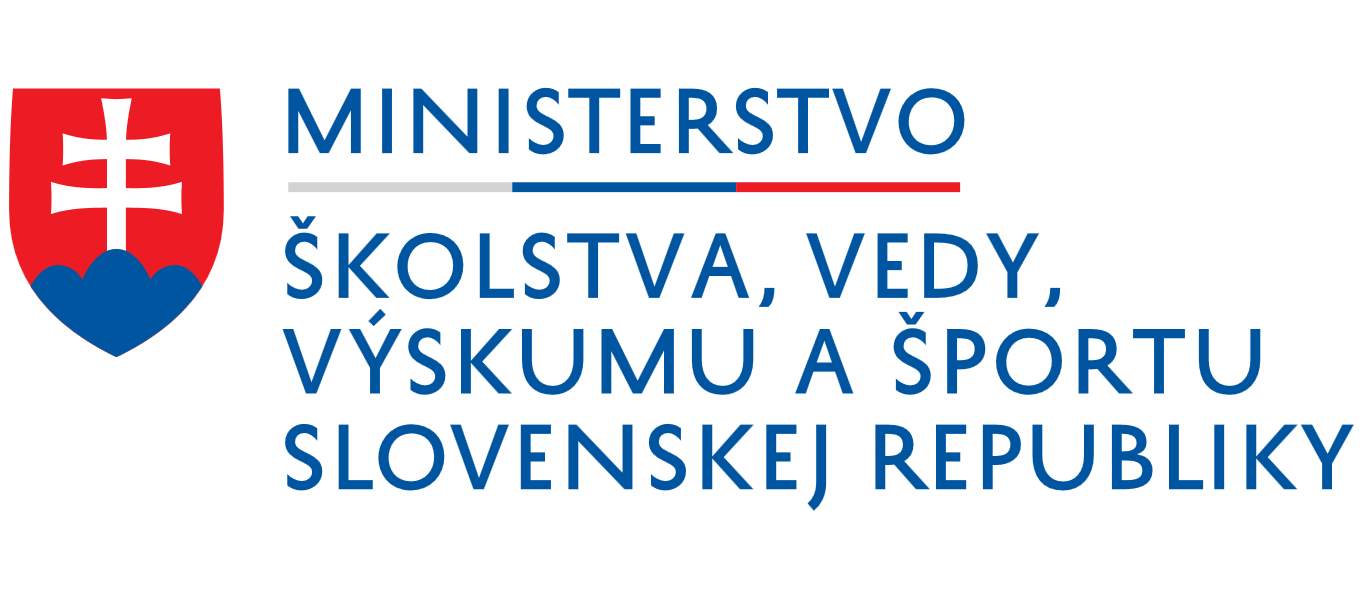 MINISTERSTVO
ŠKOLSTVA, VEDY,
VÝSKUMU A ŠPORTU
SLOVENSKEJ REPUBLIKY